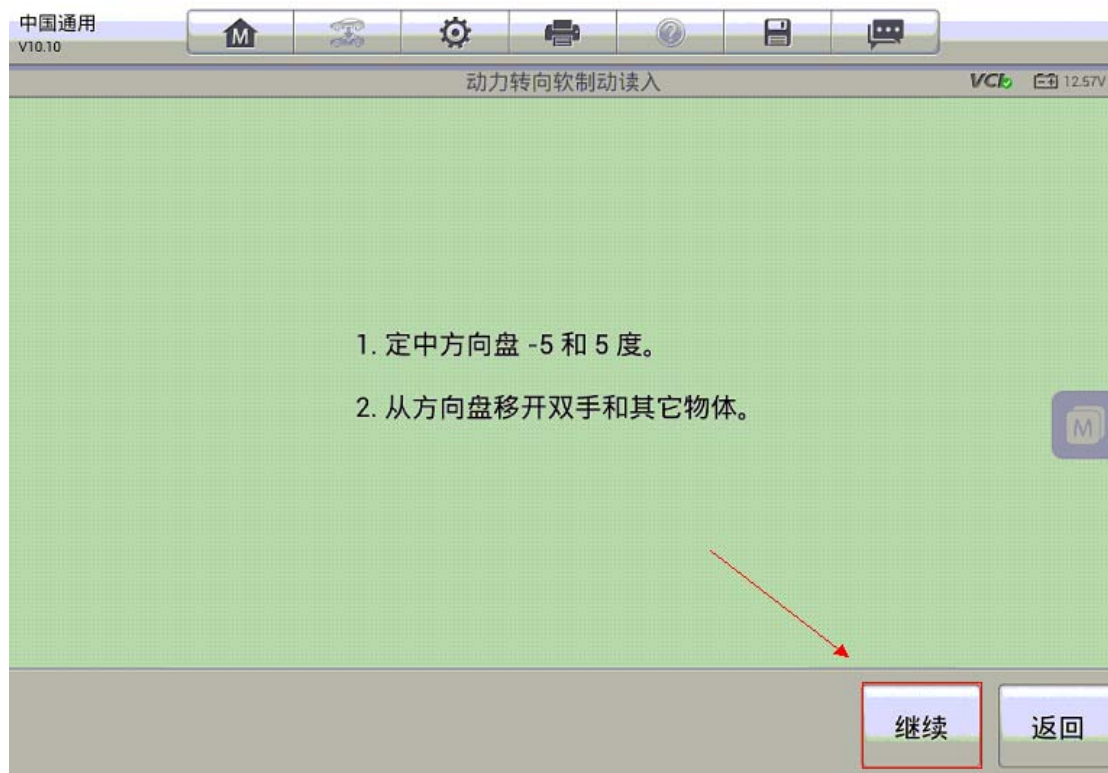 中国通用
V10.10
M
动力转向软制动读入
VCI
12.57V
1. 定中方向盘 -5 和 5 度。
2. 从方向盘移开双手和其它物体。
M
继续
返回